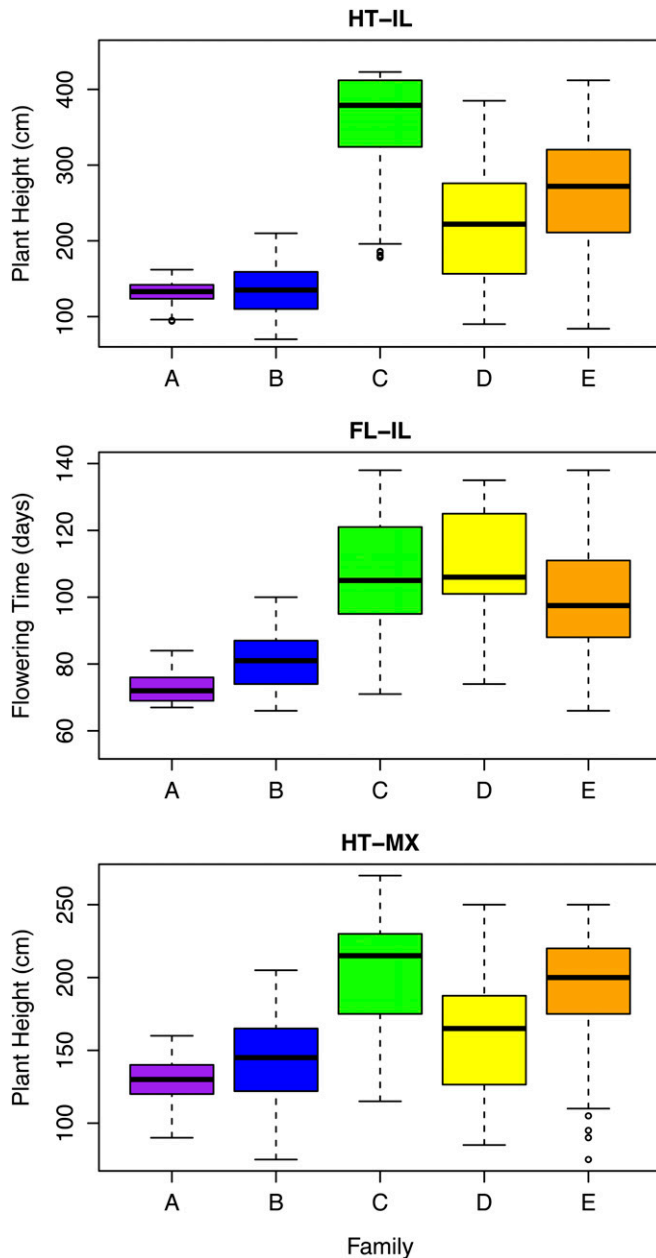 HT−IL
Plant Height (cm)
400
300
200
100
A B C D E
FL−IL
Flowering Time (days)
140
120
100
80
60
A B C D E
HT−MX
Plant Height (cm)
250
200
150
100
A B C D E
Family